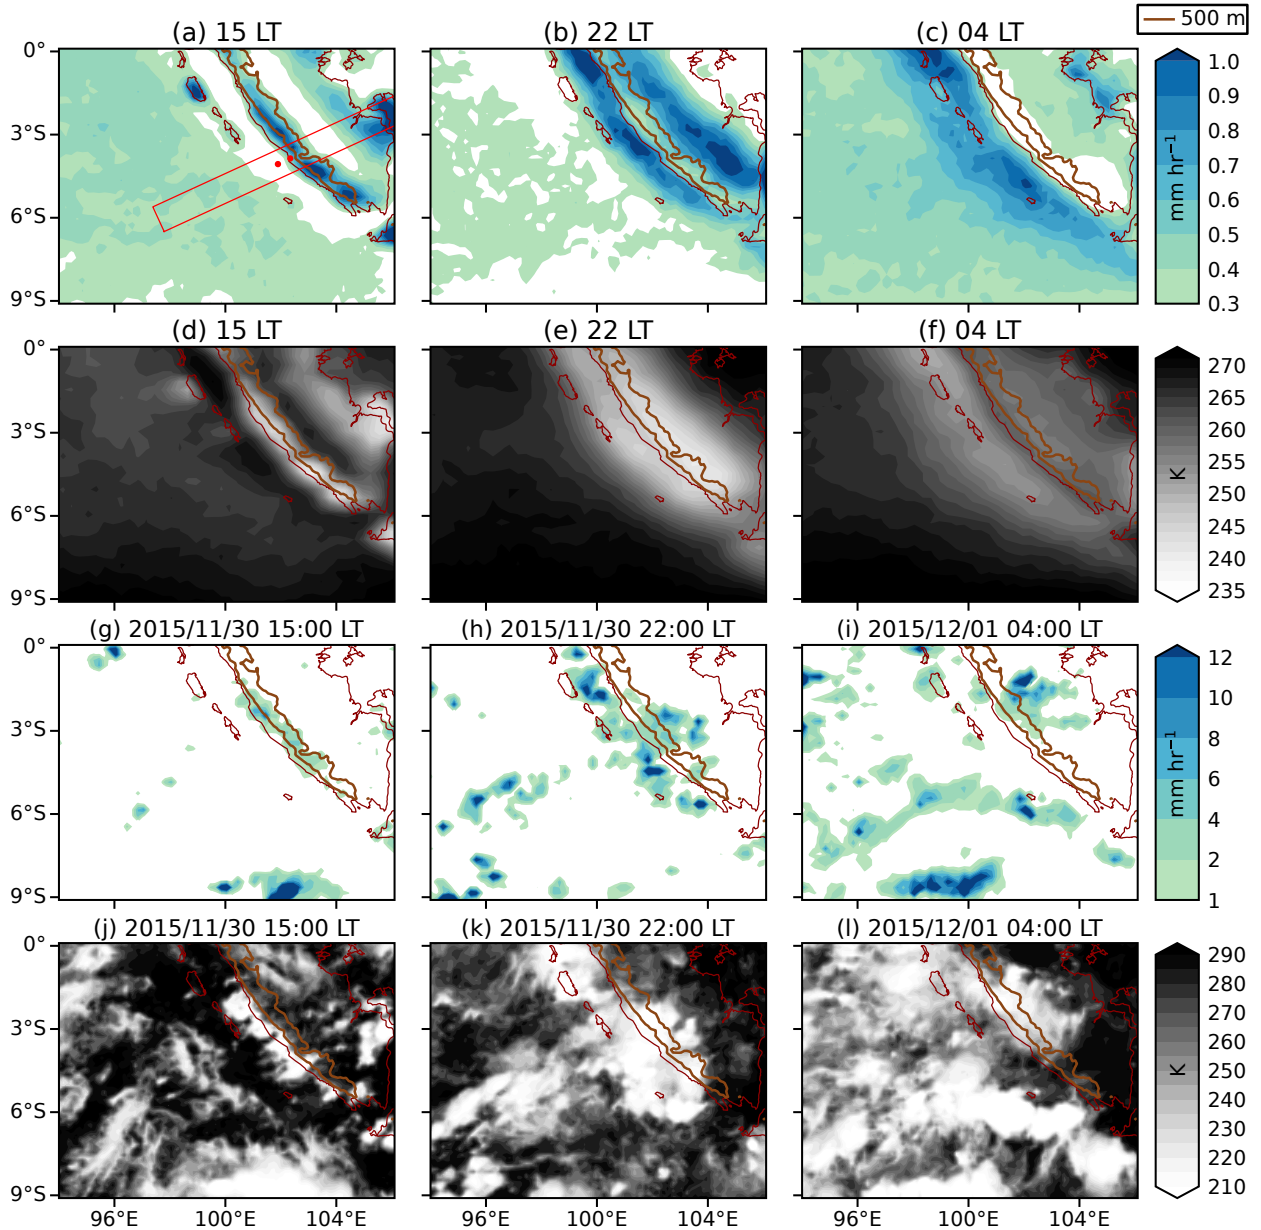 500 m
(a) 15 LT
(b) 22 LT
(c) 04 LT
0°
3°S
6°S
9°S
1.0
0.9
0.8
0.7
0.6
0.5
0.4
0.3
mm hr⁻¹
(d) 15 LT
(e) 22 LT
(f) 04 LT
0°
3°S
6°S
9°S
270
265
260
255
250
245
240
235
K
(g) 2015/11/30 15:00 LT
(h) 2015/11/30 22:00 LT
(i) 2015/12/01 04:00 LT
0°
3°S
6°S
9°S
12
10
8
6
4
2
1
mm hr⁻¹
(j) 2015/11/30 15:00 LT
(k) 2015/11/30 22:00 LT
(l) 2015/12/01 04:00 LT
0°
3°S
6°S
9°S
290
280
270
260
250
240
230
220
210
K
96°E 100°E 104°E
96°E 100°E 104°E
96°E 100°E 104°E